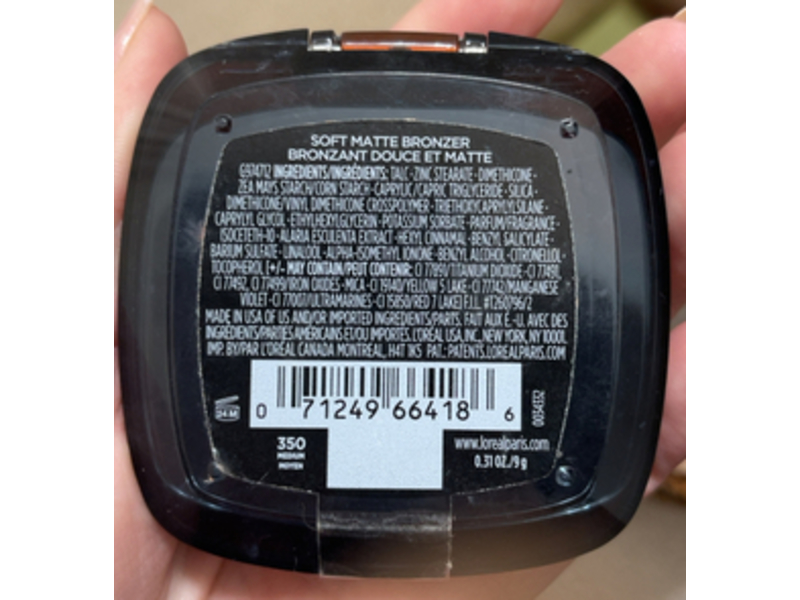 SOFT MATTE BRONZER
BRONZANT DOUCE ET MATTE
G974712 INGREDIENTS/INGRÉDIENTS: TALC · ZINC STEARATE · DIMETHICONE ·
ZEA MAYS STARCH/CORN STARCH · CAPRYLIC/CAPRIC TRIGLYCERIDE · SILICA ·
DIMETHICONE/VINYL DIMETHICONE CROSSPOLYMER · TRIETHOXYCAPRYLYLSILANE ·
CAPRYLYL GLYCOL · ETHYLHEXYLGLYCERIN · POTASSIUM SORBATE · PARFUM/FRAGRANCE ·
ISOCETETH-10 · ALARIA ESCULENTA EXTRACT · HEXYL CINNAMAL · BENZYL SALICYLATE ·
BARIUM SULFATE · LINALOOL · ALPHA-ISOMETHYL IONONE · BENZYL ALCOHOL · CITRONELLOL ·
TOCOPHEROL [+/- MAY CONTAIN/PEUT CONTENIR: CI 77891/TITANIUM DIOXIDE · CI 77491,
CI 77492, CI 77499/IRON OXIDES · MICA · CI 19140/YELLOW 5 LAKE · CI 77742/MANGANESE
VIOLET · CI 77007/ULTRAMARINES · CI 15850/RED 7 LAKE] F.I.L. #T260796/2
MADE IN USA OF US AND/OR IMPORTED INGREDIENTS/PARTS. FAIT AUX É.-U. AVEC DES
INGRÉDIENTS/PARTIES AMÉRICAINS ET/OU IMPORTÉS. L'ORÉAL USA, INC., NEW YORK, NY 10001,
IMP. BY/PAR L'ORÉAL CANADA MONTRÉAL, H4T 1K5 PAT.: PATENTS.LOREALPARIS.COM
24 M
0 71249 66418 6
0034332
350
MEDIUM
MOYEN
www.lorealparis.com
0.31 OZ./9 g